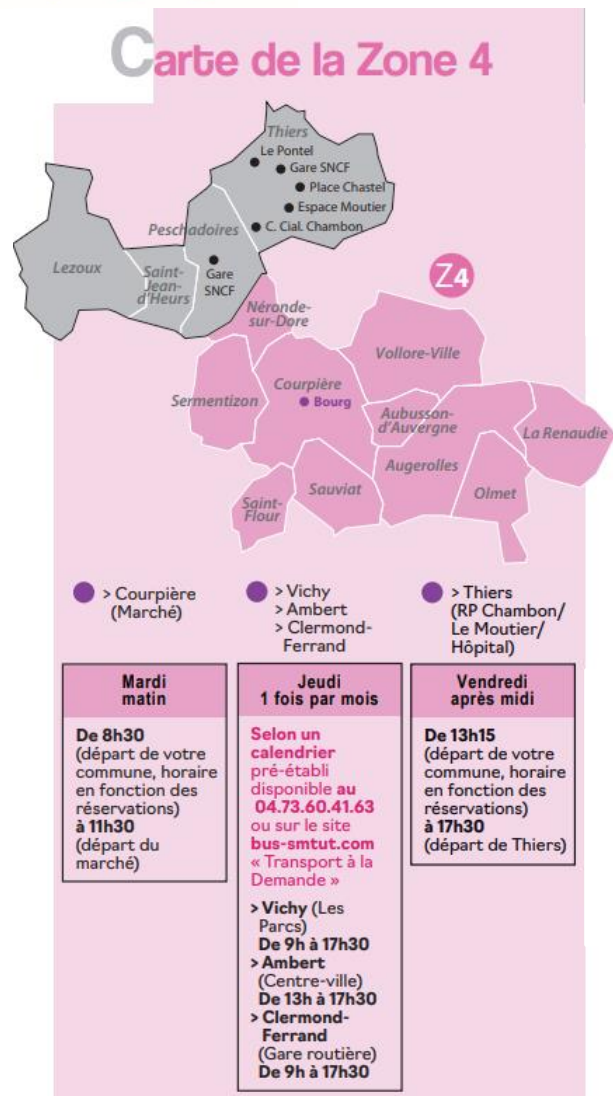 Carte de la Zone 4
Thiers
Le Pontel
Gare SNCF
Place Chastel
Espace Moutier
C. Cial. Chambon
Peschadoires
Lezoux
Saint-
Jean-
d'Heurs
Gare
SNCF
Z4
Néronde-
sur-Dore
Vollore-Ville
Courpière
Sermentizon
Bourg
Aubusson-
d'Auvergne
La Renaudie
Augerolles
Sauviat
Olmet
Saint-
Flour
> Courpière
(Marché)
> Vichy
> Ambert
> Clermond-
Ferrand
> Thiers
(RP Chambon/
Le Moutier/
Hôpital)
Mardi
matin
De 8h30
(départ de votre
commune, horaire
en fonction des
réservations)
à 11h30
(départ du
marché)
Jeudi
1 fois par mois
Selon un
calendrier
pré-établi
disponible au
04.73.60.41.63
ou sur le site
bus-smtut.com
« Transport à la
Demande »
> Vichy (Les
Parcs)
De 9h à 17h30
> Ambert
(Centre-ville)
De 13h à 17h30
> Clermond-
Ferrand
(Gare routière)
De 9h à 17h30
Vendredi
après midi
De 13h15
(départ de votre
commune, horaire
en fonction des
réservations)
à 17h30
(départ de Thiers)